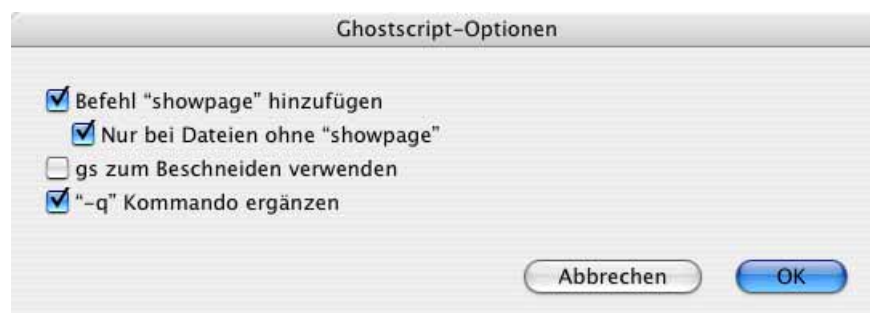 Ghostscript-Optionen
Befehl “showpage” hinzufügen
Nur bei Dateien ohne “showpage”
gs zum Beschneiden verwenden
“-q” Kommando ergänzen
Abbrechen OK